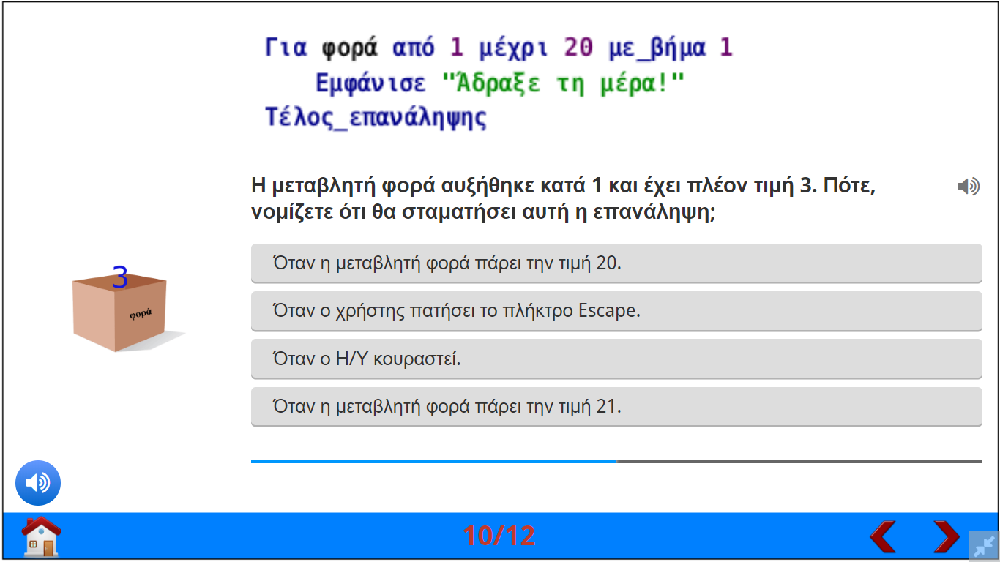 Για φορά από 1 μέχρι 20 με_βήμα 1
Εμφάνισε "Άδραξε τη μέρα!"
Τέλος_επανάληψης
Η μεταβλητή φορά αυξήθηκε κατά 1 και έχει πλέον τιμή 3. Πότε,
νομίζετε ότι θα σταματήσει αυτή η επανάληψη;
Όταν η μεταβλητή φορά πάρει την τιμή 20.
Όταν ο χρήστης πατήσει το πλήκτρο Escape.
Όταν ο Η/Υ κουραστεί.
Όταν η μεταβλητή φορά πάρει την τιμή 21.
3
φορά
10/12